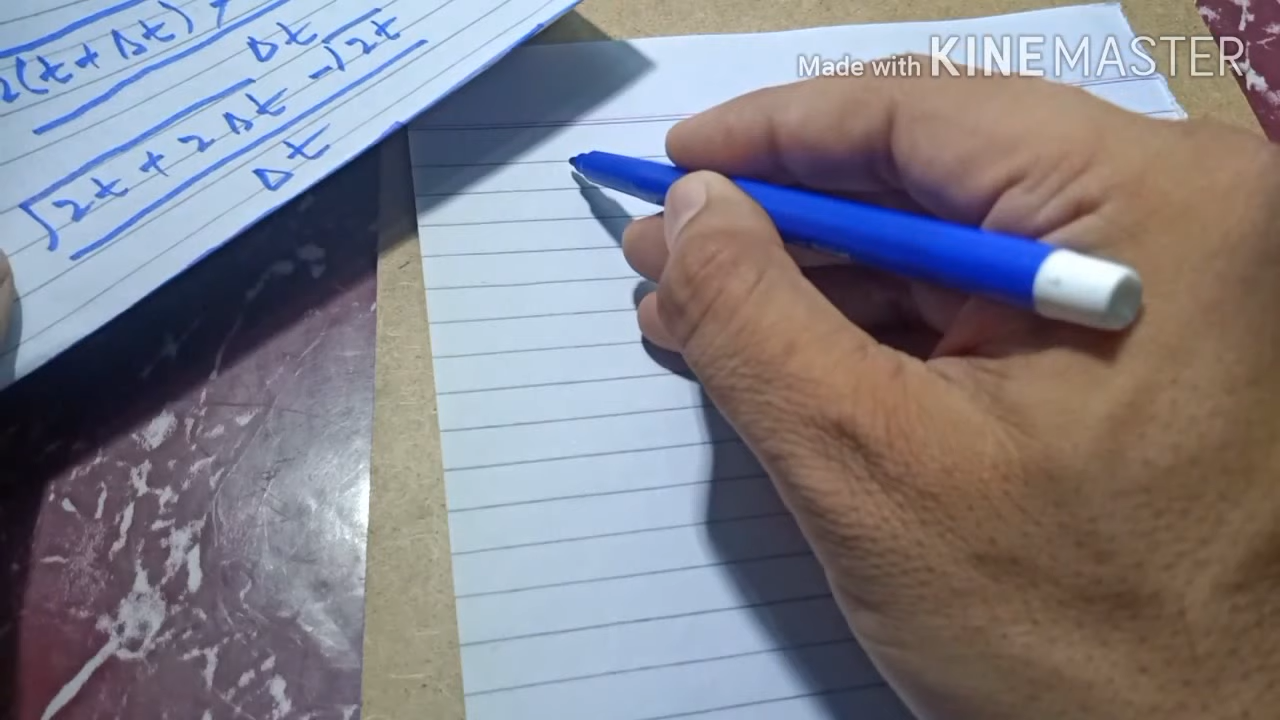 Made with KINEMASTER
2(t + Δt)
Δt
√2t + 2Δt - √2t
Δt